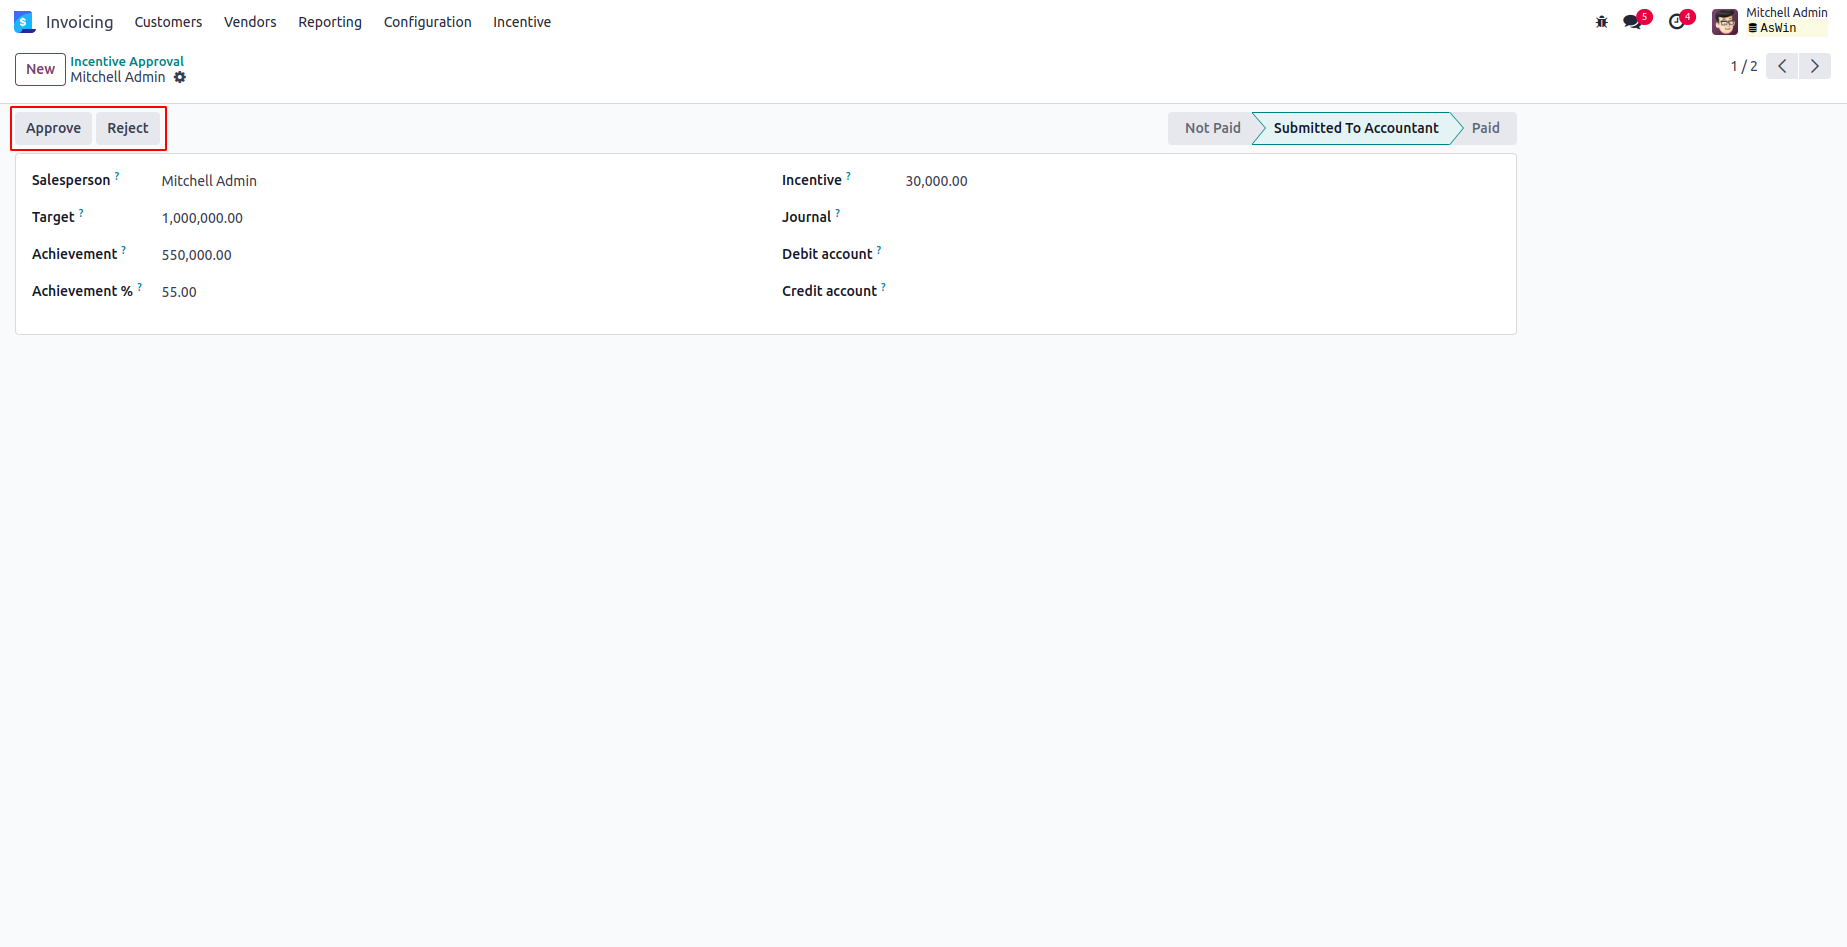 Invoicing Customers Vendors Reporting Configuration Incentive 5 4 Mitchell Admin
AsWin
New Incentive Approval
Mitchell Admin
1 / 2
Approve Reject Not Paid Submitted To Accountant Paid
Salesperson ? Mitchell Admin Incentive ? 30,000.00
Target ? 1,000,000.00 Journal ?
Achievement ? 550,000.00 Debit account ?
Achievement % ? 55.00 Credit account ?